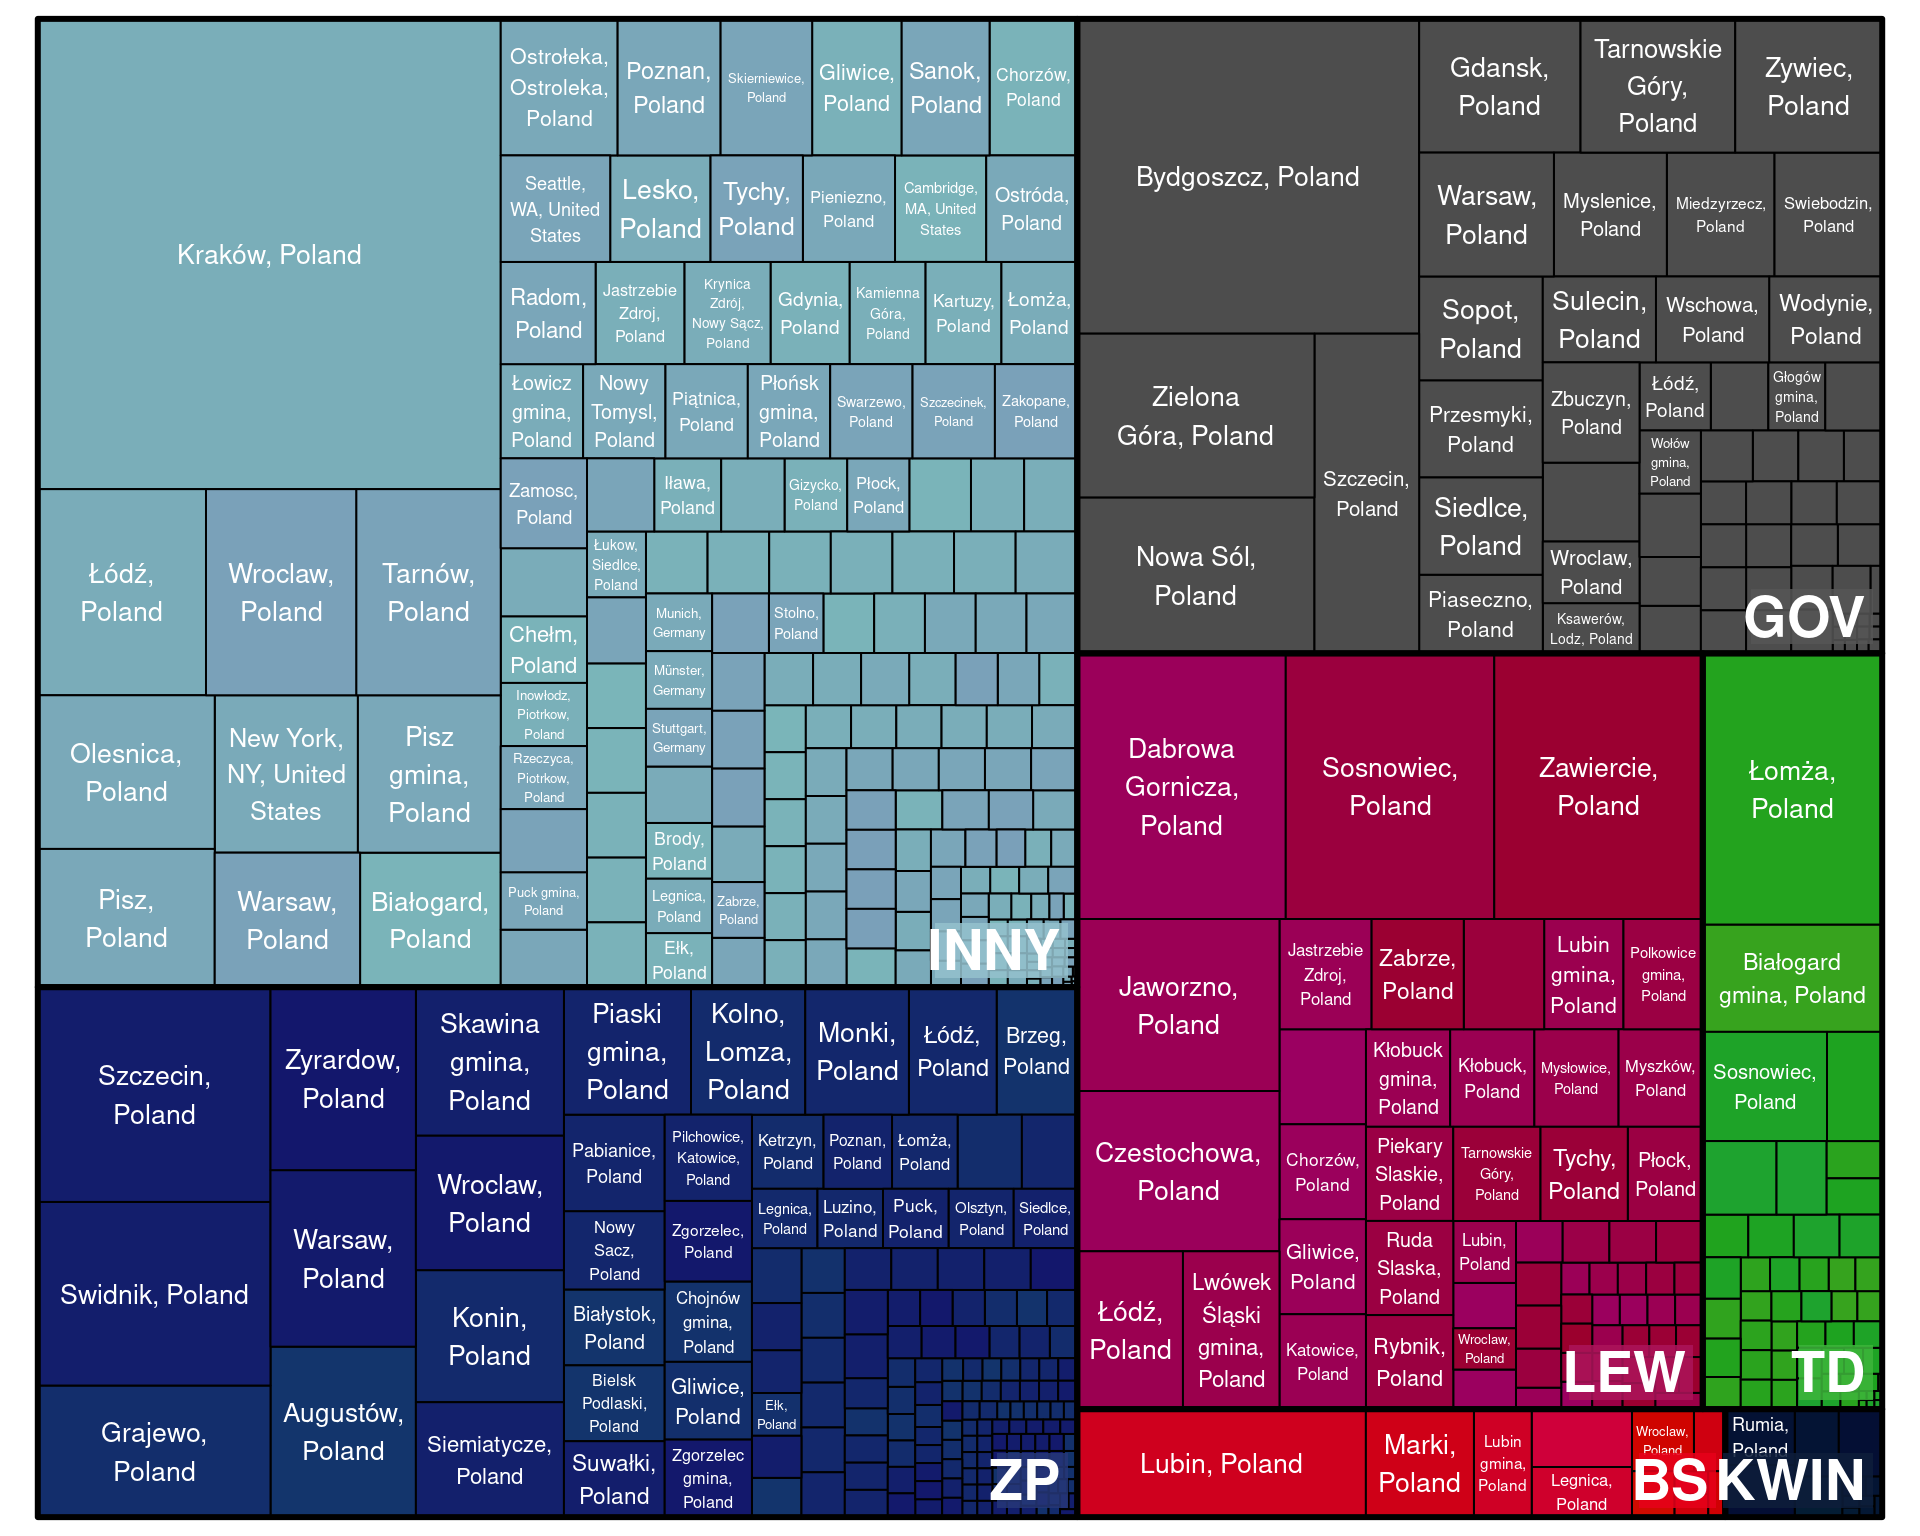 Kraków, Poland
Łódź,
Poland
Wroclaw,
Poland
Tarnów,
Poland
Olesnica,
Poland
New York,
NY, United
States
Pisz
gmina,
Poland
Pisz,
Poland
Warsaw,
Poland
Białogard,
Poland
Ostrołeka,
Ostroleka,
Poland
Poznan,
Poland
Skierniewice,
Poland
Gliwice,
Poland
Sanok,
Poland
Chorzów,
Poland
Seattle,
WA, United
States
Lesko,
Poland
Tychy,
Poland
Pieniezno,
Poland
Cambridge,
MA, United
States
Ostróda,
Poland
Radom,
Poland
Jastrzebie
Zdroj,
Poland
Krynica
Zdrój,
Nowy Sącz,
Poland
Gdynia,
Poland
Kamienna
Góra,
Poland
Kartuzy,
Poland
Łomża,
Poland
Łowicz
gmina,
Poland
Nowy
Tomysl,
Poland
Piątnica,
Poland
Płońsk
gmina,
Poland
Swarzewo,
Poland
Szczecinek,
Poland
Zakopane,
Poland
Zamosc,
Poland
Iława,
Poland
Gizycko,
Poland
Płock,
Poland
Łukow,
Siedlce,
Poland
Chełm,
Poland
Munich,
Germany
Stolno,
Poland
Inowłodz,
Piotrkow,
Poland
Münster,
Germany
Rzeczyca,
Piotrkow,
Poland
Stuttgart,
Germany
Puck gmina,
Poland
Brody,
Poland
Legnica,
Poland
Zabrze,
Poland
Ełk,
Poland
INNY
Bydgoszcz, Poland
Zielona
Góra, Poland
Nowa Sól,
Poland
Szczecin,
Poland
Gdansk,
Poland
Tarnowskie
Góry,
Poland
Zywiec,
Poland
Warsaw,
Poland
Myslenice,
Poland
Miedzyrzecz,
Poland
Swiebodzin,
Poland
Sopot,
Poland
Sulecin,
Poland
Wschowa,
Poland
Wodynie,
Poland
Przesmyki,
Poland
Zbuczyn,
Poland
Łódź,
Poland
Głogów
gmina,
Poland
Wołów
gmina,
Poland
Siedlce,
Poland
Wroclaw,
Poland
Piaseczno,
Poland
Ksawerów,
Lodz, Poland
GOV
Dabrowa
Gornicza,
Poland
Sosnowiec,
Poland
Zawiercie,
Poland
Jaworzno,
Poland
Czestochowa,
Poland
Łódź,
Poland
Lwówek
Śląski
gmina,
Poland
Jastrzebie
Zdroj,
Poland
Zabrze,
Poland
Lubin
gmina,
Poland
Polkowice
gmina,
Poland
Kłobuck
gmina,
Poland
Kłobuck,
Poland
Mysłowice,
Poland
Myszków,
Poland
Chorzów,
Poland
Piekary
Slaskie,
Poland
Tarnowskie
Góry,
Poland
Tychy,
Poland
Płock,
Poland
Gliwice,
Poland
Ruda
Slaska,
Poland
Lubin,
Poland
Katowice,
Poland
Rybnik,
Poland
Wroclaw,
Poland
LEW
Łomża,
Poland
Białogard
gmina, Poland
Sosnowiec,
Poland
TD
Szczecin,
Poland
Swidnik, Poland
Grajewo,
Poland
Zyrardow,
Poland
Warsaw,
Poland
Augustów,
Poland
Skawina
gmina,
Poland
Wroclaw,
Poland
Konin,
Poland
Siemiatycze,
Poland
Piaski
gmina,
Poland
Kolno,
Lomza,
Poland
Monki,
Poland
Łódź,
Poland
Brzeg,
Poland
Pabianice,
Poland
Pilchowice,
Katowice,
Poland
Ketrzyn,
Poland
Poznan,
Poland
Łomża,
Poland
Nowy
Sacz,
Poland
Zgorzelec,
Poland
Legnica,
Poland
Luzino,
Poland
Puck,
Poland
Olsztyn,
Poland
Siedlce,
Poland
Białystok,
Poland
Chojnów
gmina,
Poland
Bielsk
Podlaski,
Poland
Gliwice,
Poland
Ełk,
Poland
Suwałki,
Poland
Zgorzelec
gmina,
Poland
ZP
Lubin, Poland
Marki,
Poland
Lubin
gmina,
Poland
Legnica,
Poland
Wroclaw,
Poland
BS
Rumia,
Poland
KWIN